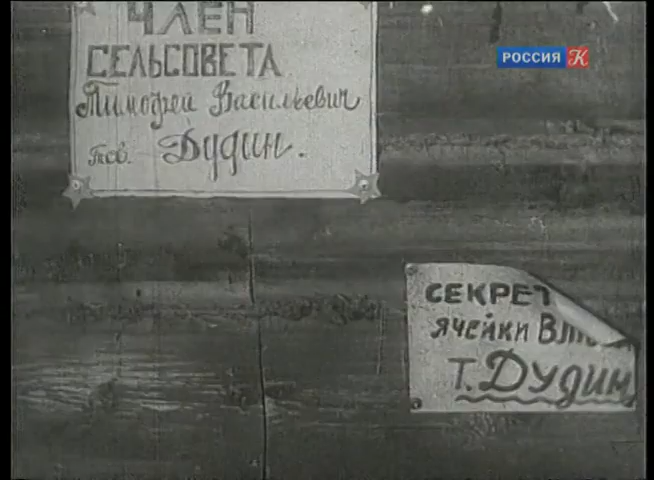 ЧЛЕН
СЕЛЬСОВЕТА
Тимофей Васильевич
Тов. Дудин.
РОССИЯ К
СЕКРЕТ
ЯЧЕЙКИ ВЛ
Т. Дудин